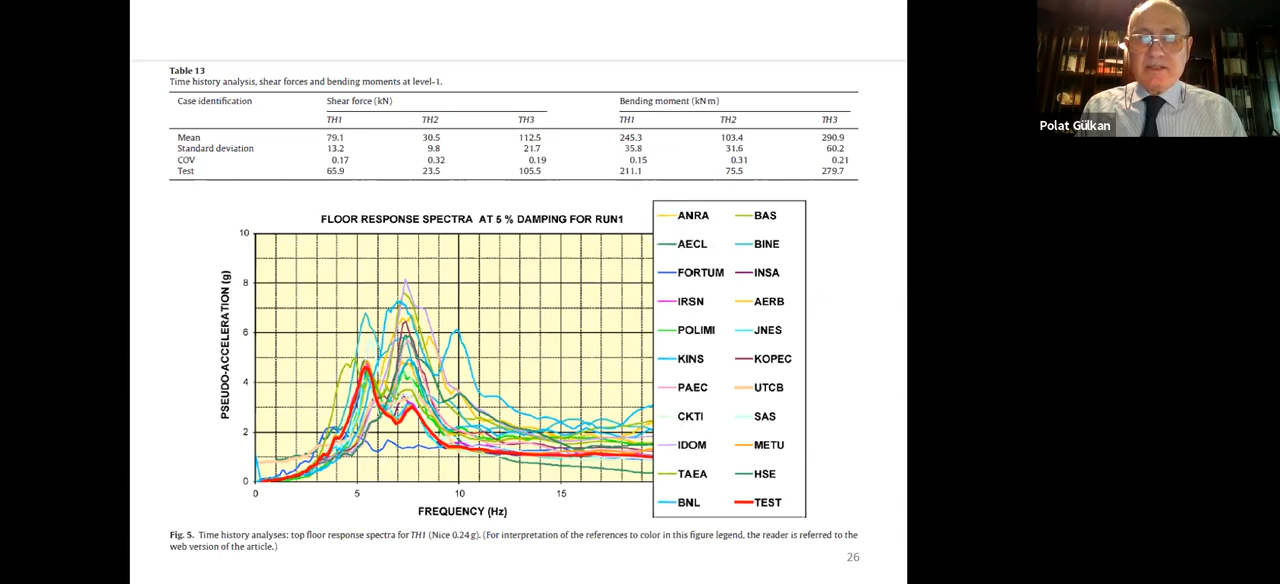 Table 13
Time history analysis, shear forces and bending moments at level-1.
Case identification Shear force (kN) Bending moment (kN m)
TH1 TH2 TH3 TH1 TH2 TH3
Mean 79.1 30.5 112.5 245.3 103.4 290.9
Standard deviation 13.2 9.8 21.7 35.8 31.6 60.2
COV 0.17 0.32 0.19 0.15 0.31 0.21
Test 65.9 23.5 105.5 211.1 75.5 279.7
FLOOR RESPONSE SPECTRA AT 5 % DAMPING FOR RUN1
PSEUDO-ACCELERATION (g)
10
8
6
4
2
0
0 5 10 15
FREQUENCY (Hz)
ANRA BAS
AECL BINE
FORTUM INSA
IRSN AERB
POLIMI JNES
KINS KOPEC
PAEC UTCB
CKTI SAS
IDOM METU
TAEA HSE
BNL TEST
Fig. 5. Time history analyses: top floor response spectra for TH1 (Nice 0.24 g). (For interpretation of the references to color in this figure legend, the reader is referred to the
web version of the article.)
26
Polat Gülkan